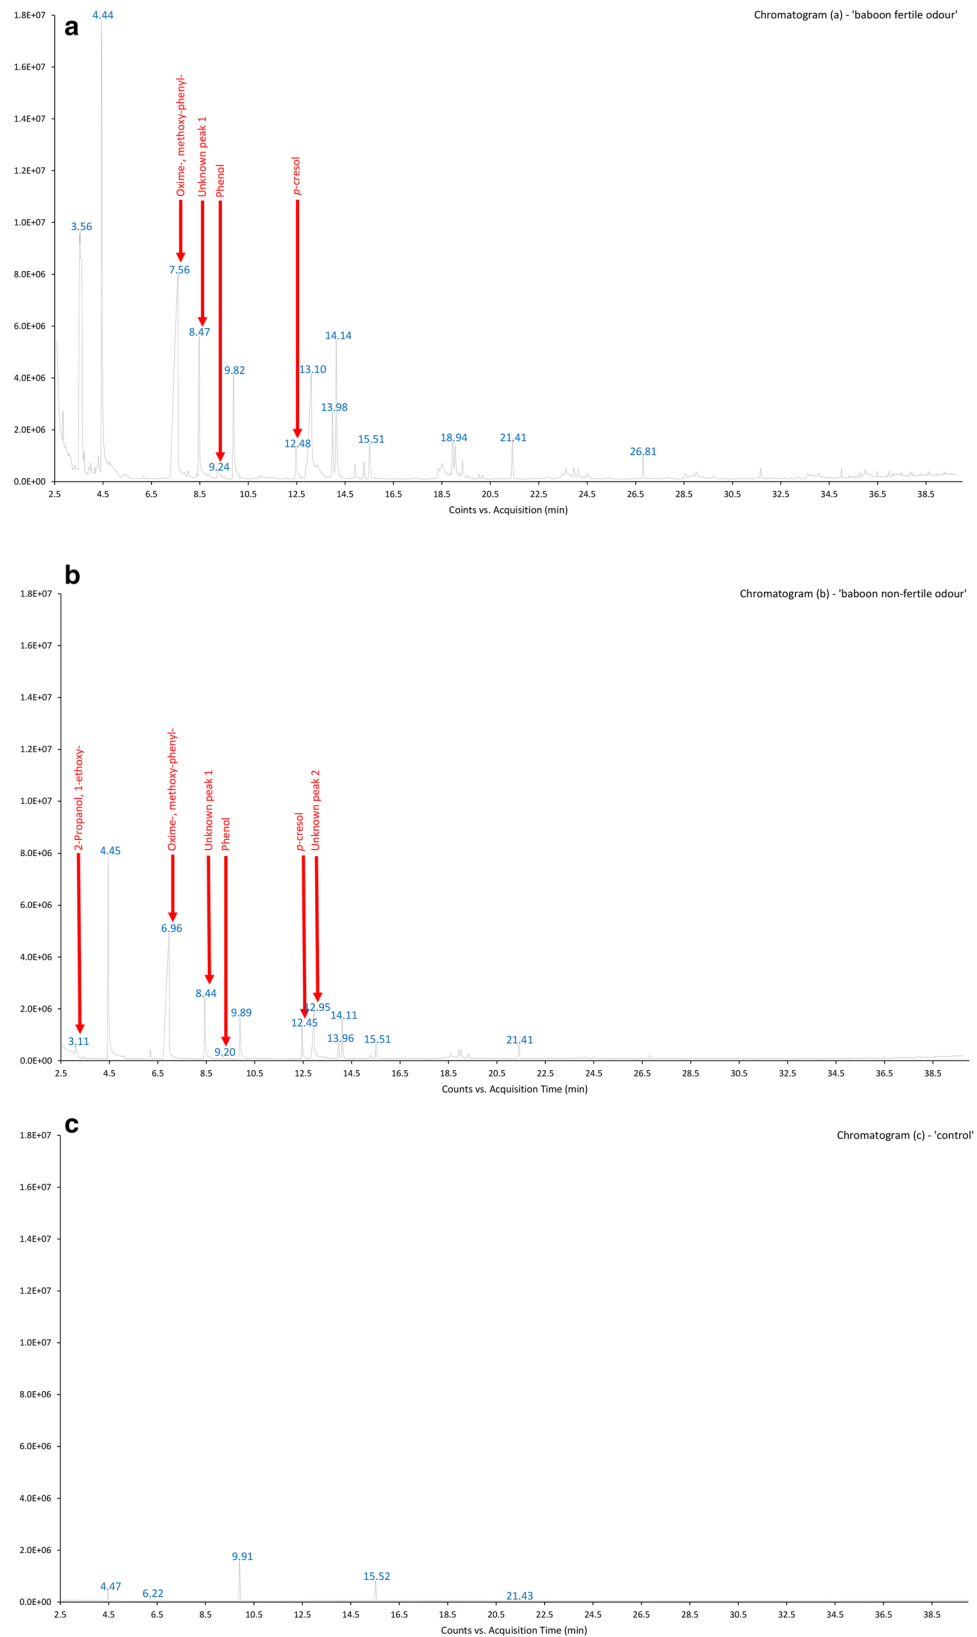 a
Chromatogram (a) - 'baboon fertile odour'
1.8E+07
1.6E+07
1.4E+07
1.2E+07
1.0E+07
8.0E+06
6.0E+06
4.0E+06
2.0E+06
0.0E+00
Oxime-, methoxy-phenyl-
Unknown peak 1
Phenol
p-cresol
3.56
4.44
7.56
8.47
9.24
9.82
12.48
13.10
13.98
14.14
15.51
18.94
21.41
26.81
2.5 4.5 6.5 8.5 10.5 12.5 14.5 16.5 18.5 20.5 22.5 24.5 26.5 28.5 30.5 32.5 34.5 36.5 38.5
Coints vs. Acquisition (min)
b
Chromatogram (b) - 'baboon non-fertile odour'
1.8E+07
1.6E+07
1.4E+07
1.2E+07
1.0E+07
8.0E+06
6.0E+06
4.0E+06
2.0E+06
0.0E+00
2-Propanol, 1-ethoxy-
Oxime-, methoxy-phenyl-
Unknown peak 1
Phenol
p-cresol
Unknown peak 2
3.11
4.45
6.96
8.44
9.20
9.89
12.45
12.95
13.96
14.11
15.51
21.41
2.5 4.5 6.5 8.5 10.5 12.5 14.5 16.5 18.5 20.5 22.5 24.5 26.5 28.5 30.5 32.5 34.5 36.5 38.5
Counts vs. Acquisition Time (min)
c
Chromatogram (c) - 'control'
1.8E+07
1.6E+07
1.4E+07
1.2E+07
1.0E+07
8.0E+06
6.0E+06
4.0E+06
2.0E+06
0.0E+00
4.47
6.22
9.91
15.52
21.43
2.5 4.5 6.5 8.5 10.5 12.5 14.5 16.5 18.5 20.5 22.5 24.5 26.5 28.5 30.5 32.5 34.5 36.5 38.5
Counts vs. Acquisition Time (min)